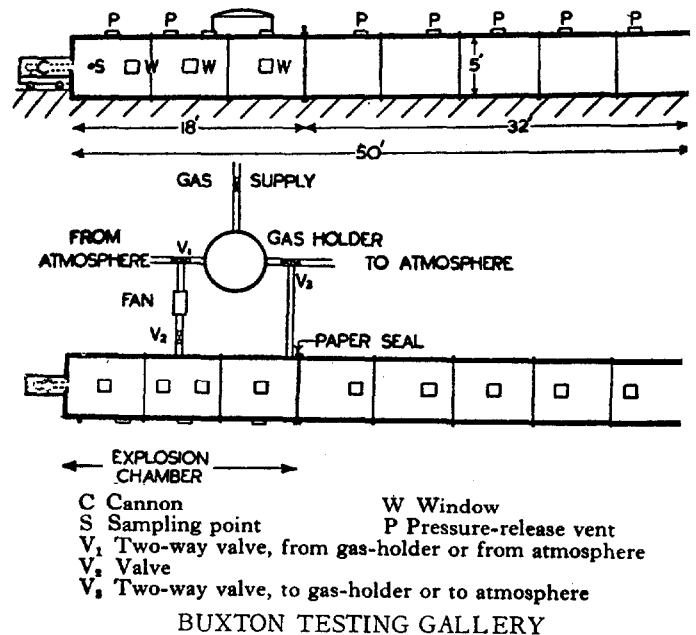 P P P P P P P
C S W W W 5'
18' 32'
50'
GAS SUPPLY
FROM ATMOSPHERE
V₁
GAS HOLDER
TO ATMOSPHERE
V₃
FAN
V₂
PAPER SEAL
EXPLOSION
CHAMBER
C Cannon
W Window
S Sampling point
P Pressure-release vent
V₁ Two-way valve, from gas-holder or from atmosphere
V₂ Valve
V₃ Two-way valve, to gas-holder or to atmosphere
BUXTON TESTING GALLERY